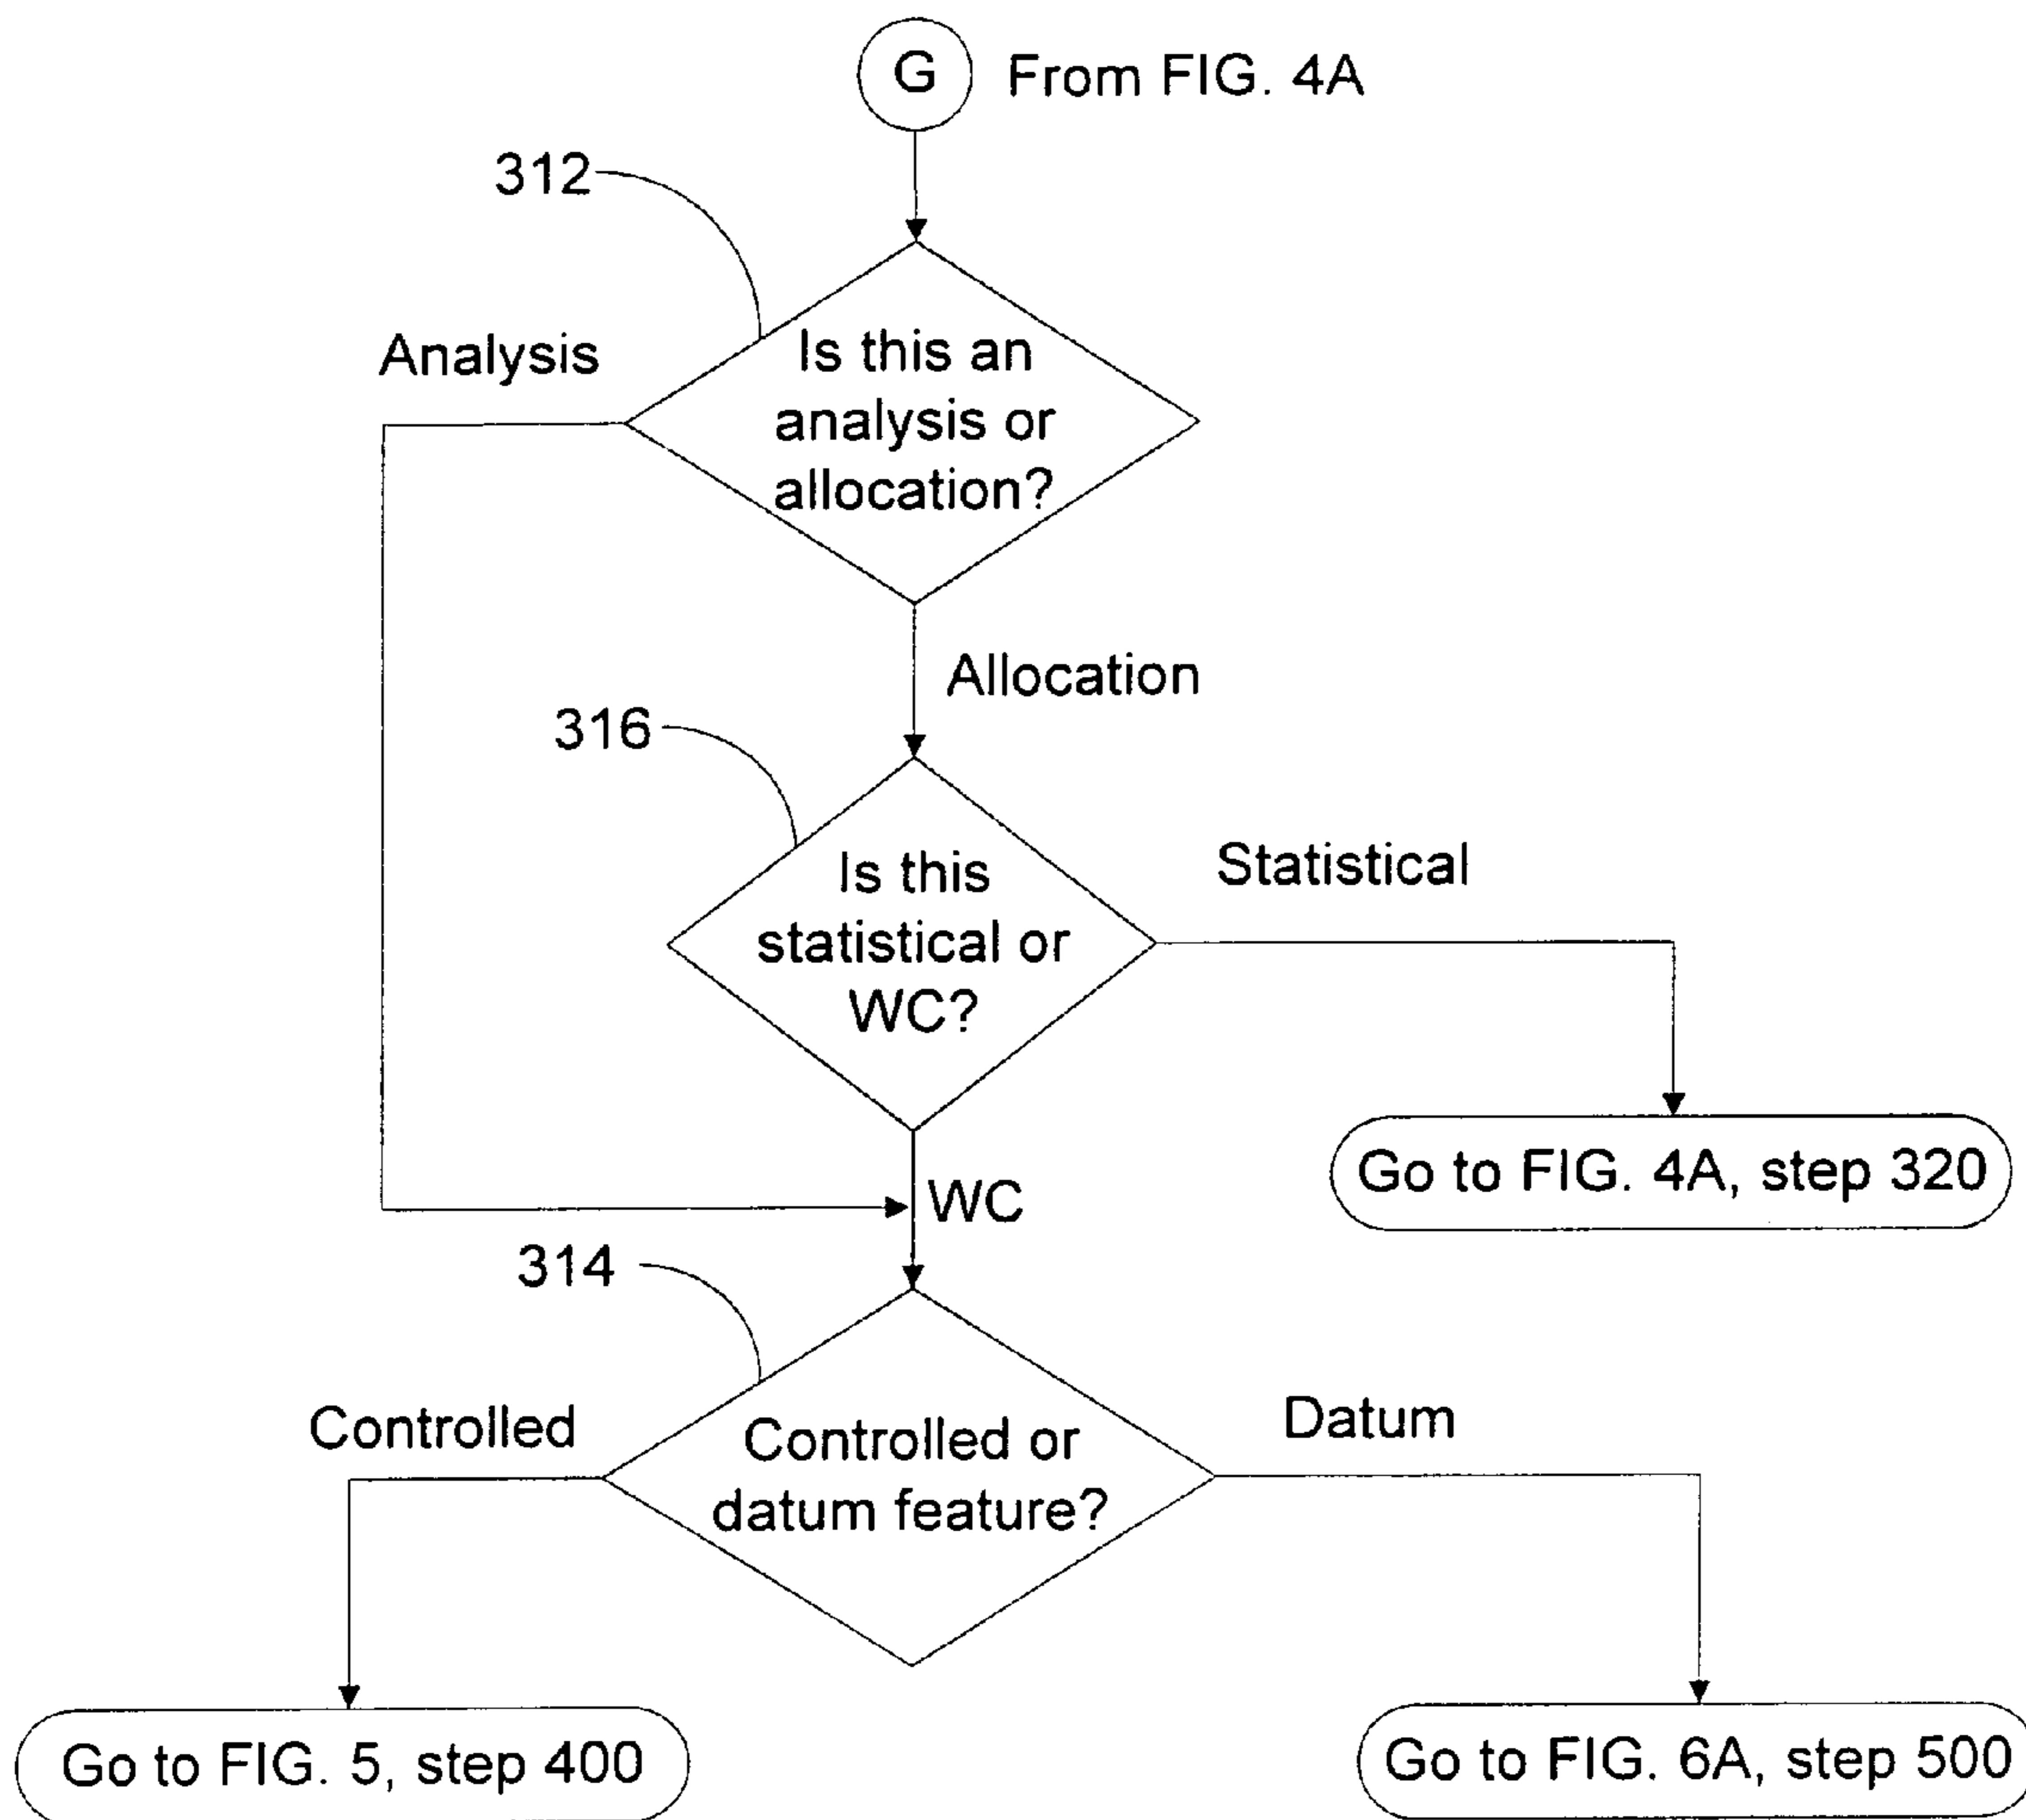 G From FIG. 4A
312
Analysis
Is this an
analysis or
allocation?
Allocation
316
Is this
statistical or
WC?
Statistical
Go to FIG. 4A, step 320
WC
314
Controlled
Controlled or
datum feature?
Datum
Go to FIG. 5, step 400
Go to FIG. 6A, step 500